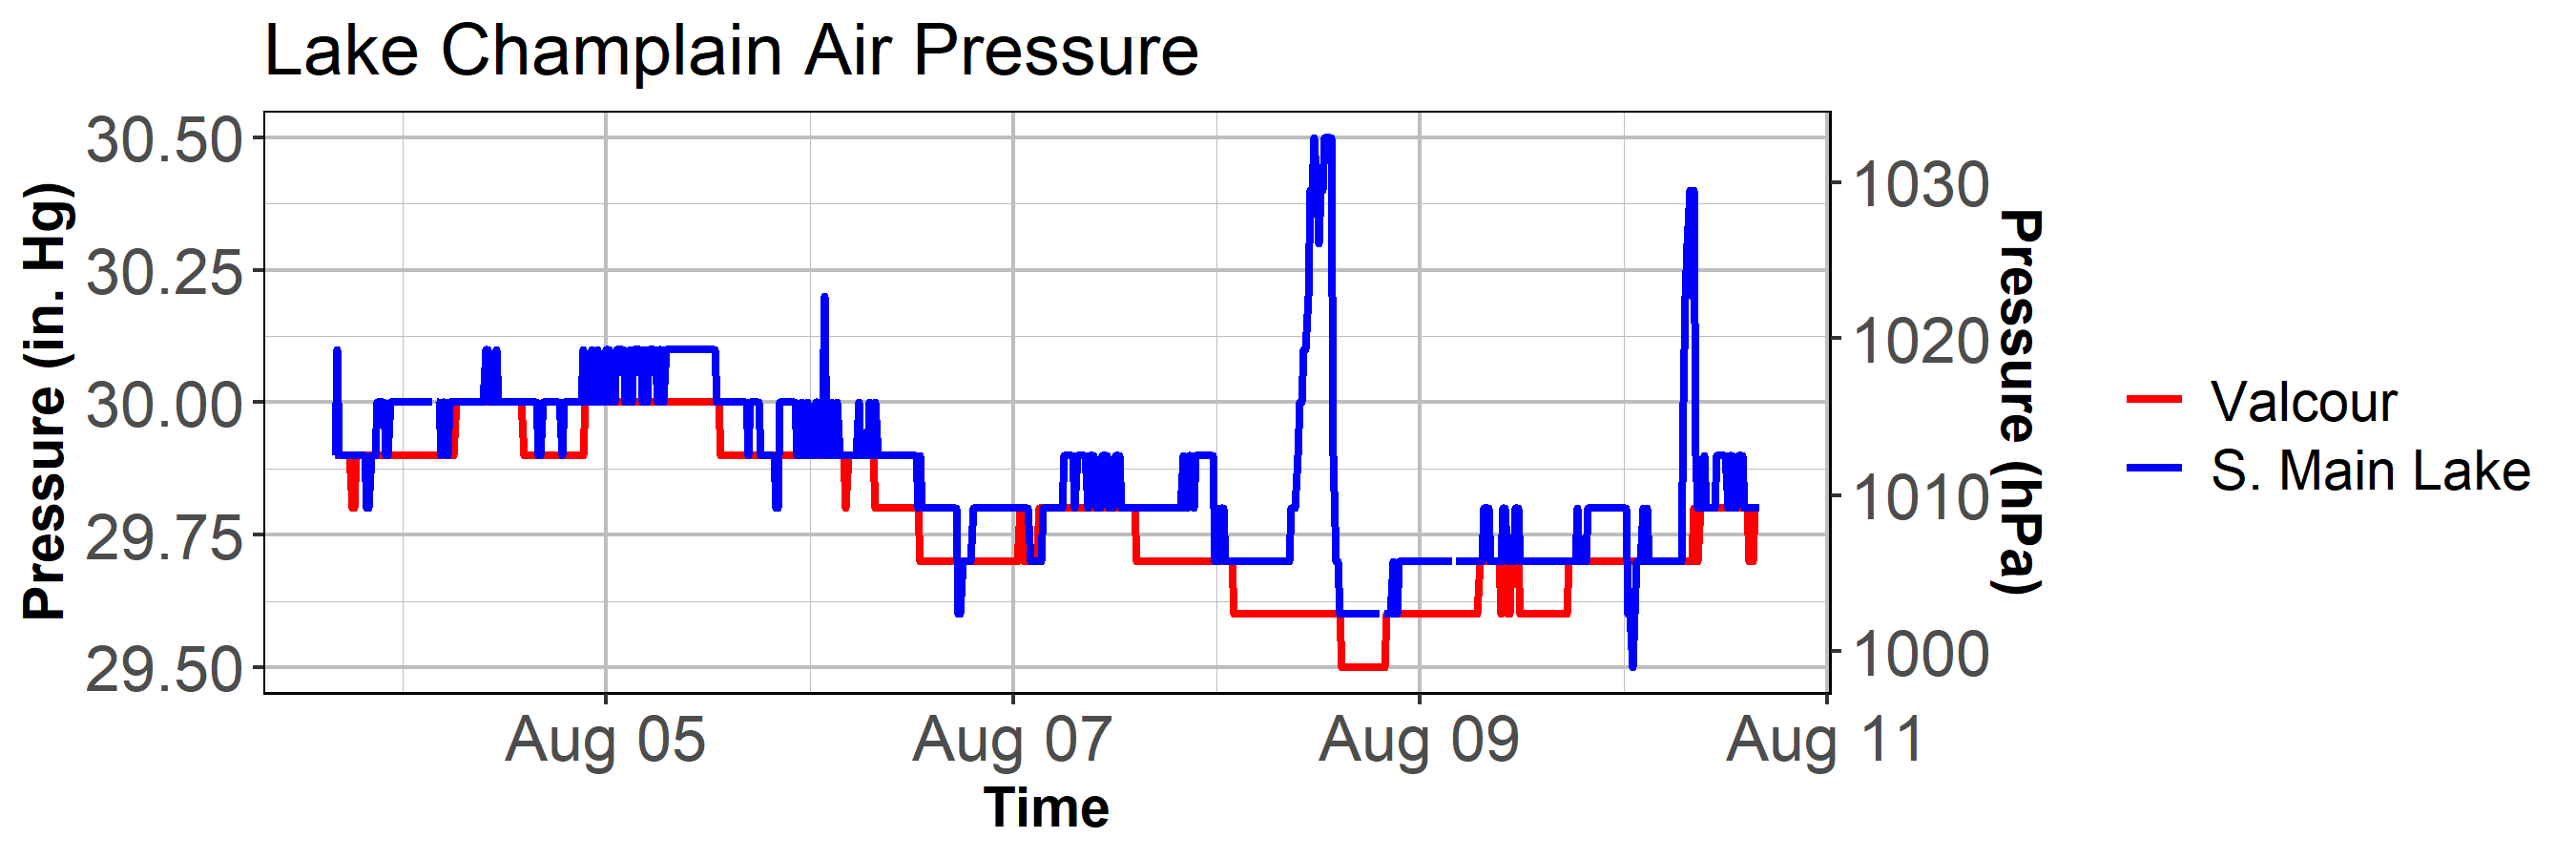 Lake Champlain Air Pressure
Pressure (in. Hg)
30.50
30.25
30.00
29.75
29.50
1030
1020
1010
1000
Pressure (hPa)
Aug 05 Aug 07 Aug 09 Aug 11
Time
Valcour
S. Main Lake